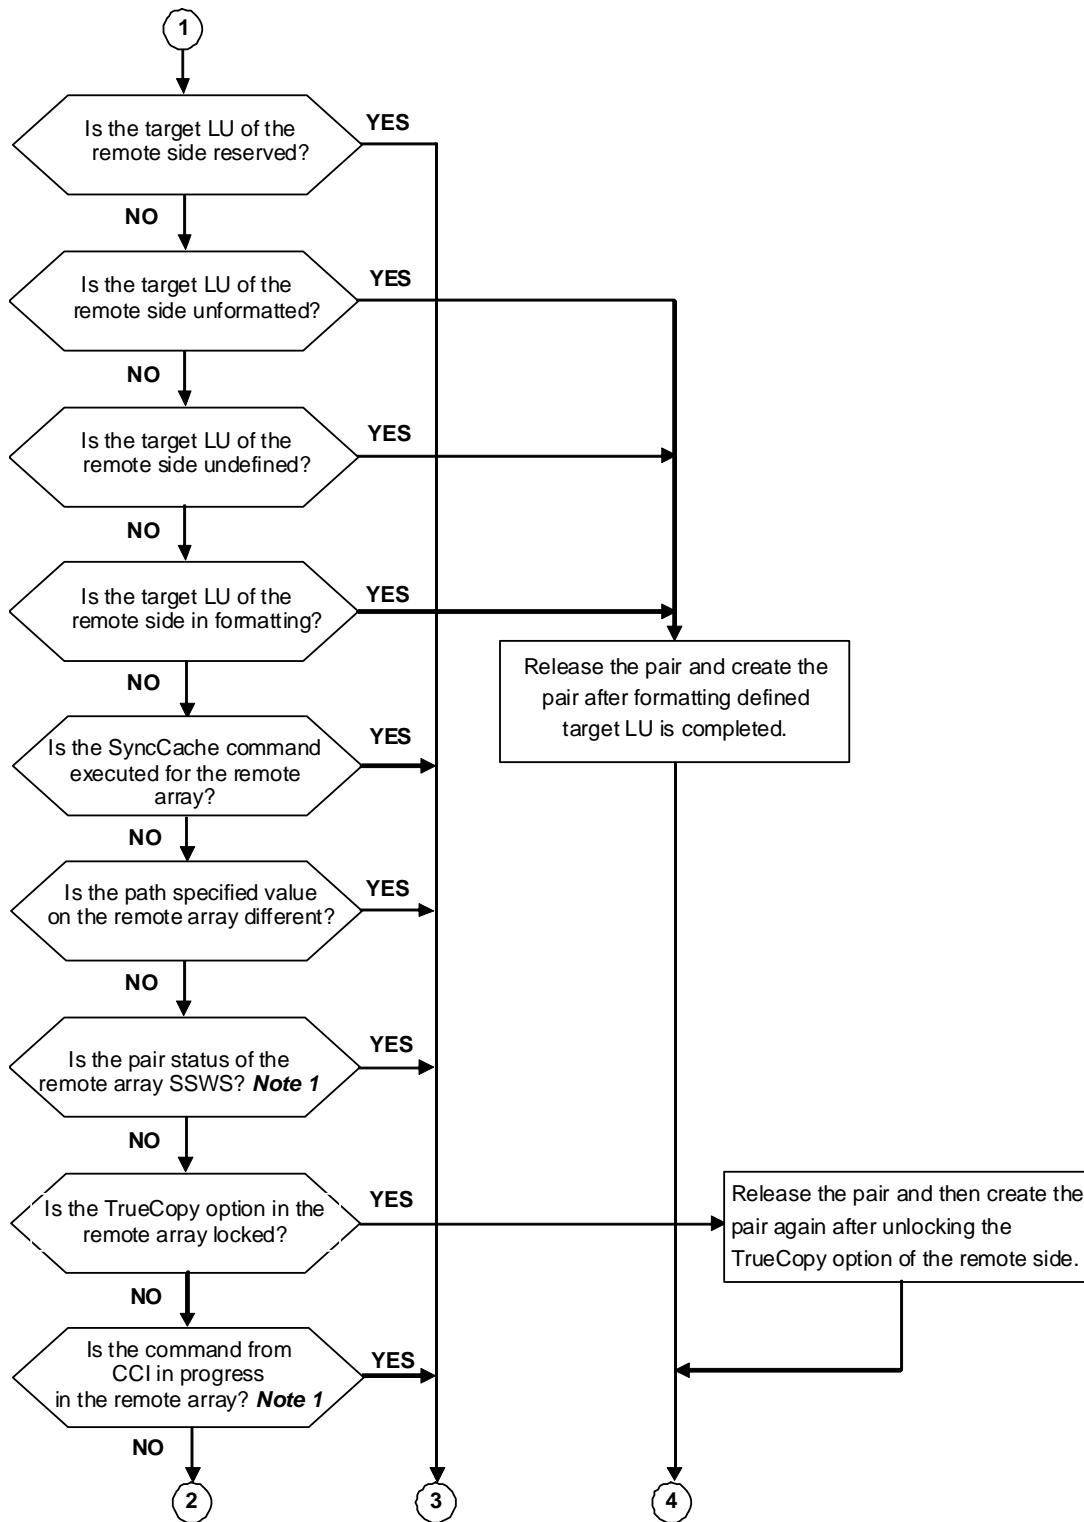 1
Is the target LU of the
remote side reserved?
YES
NO
Is the target LU of the
remote side unformatted?
YES
NO
Is the target LU of the
remote side undefined?
YES
NO
Is the target LU of the
remote side in formatting?
YES
Release the pair and create the
pair after formatting defined
target LU is completed.
NO
Is the SyncCache command
executed for the remote
array?
YES
NO
Is the path specified value
on the remote array different?
YES
NO
Is the pair status of the
remote array SSWS? Note 1
YES
NO
Is the TrueCopy option in the
remote array locked?
YES
Release the pair and then create the
pair again after unlocking the
TrueCopy option of the remote side.
NO
Is the command from
CCI in progress
in the remote array? Note 1
YES
NO
2
3
4